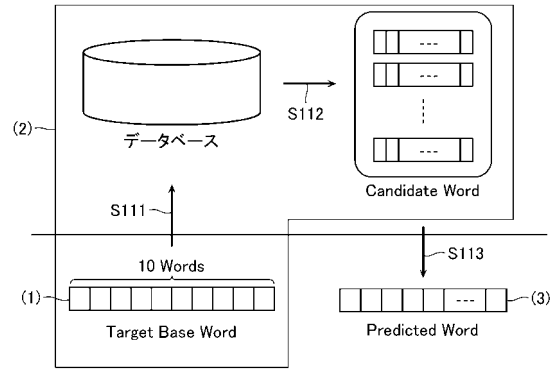 (2)
データベース
S112
---
---
---
Candidate Word
S111
S113
10 Words
(1)
Target Base Word
---
(3)
Predicted Word